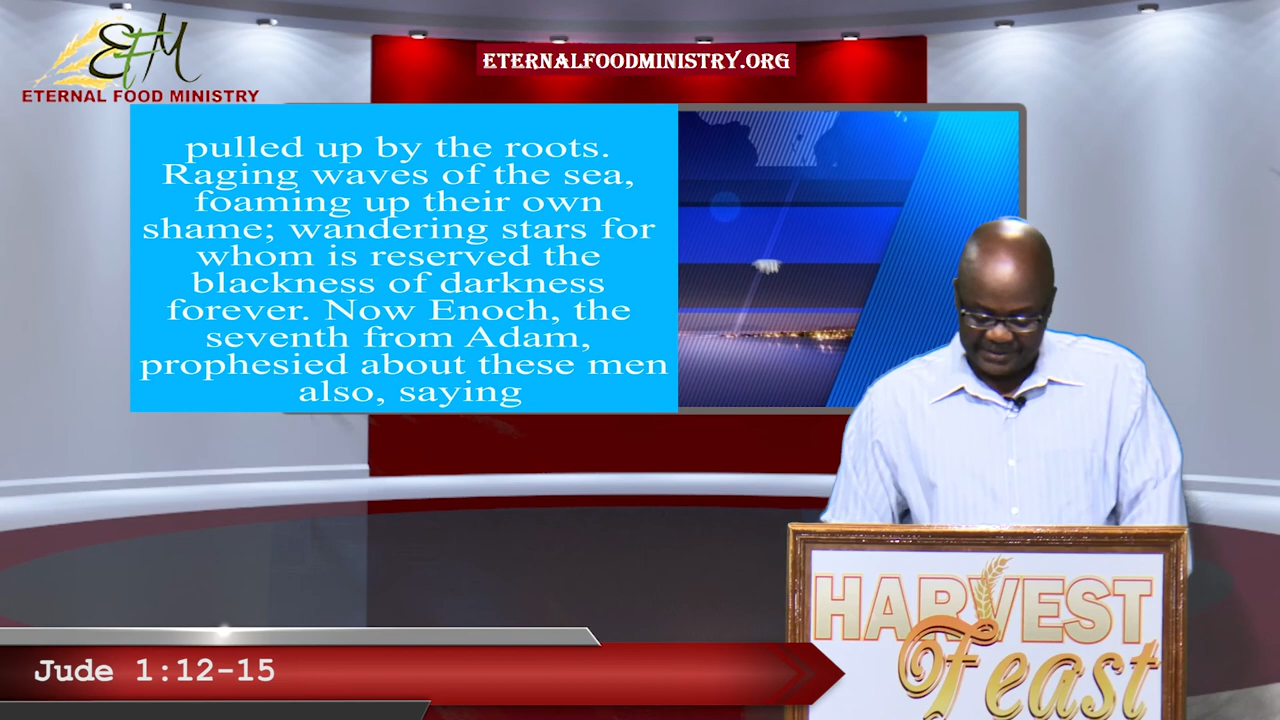 EFM
ETERNAL FOOD MINISTRY
ETERNALFOODMINISTRY.ORG
pulled up by the roots.
Raging waves of the sea,
foaming up their own
shame; wandering stars for
whom is reserved the
blackness of darkness
forever. Now Enoch, the
seventh from Adam,
prophesied about these men
also, saying
HARVEST
Feast
Jude 1:12-15